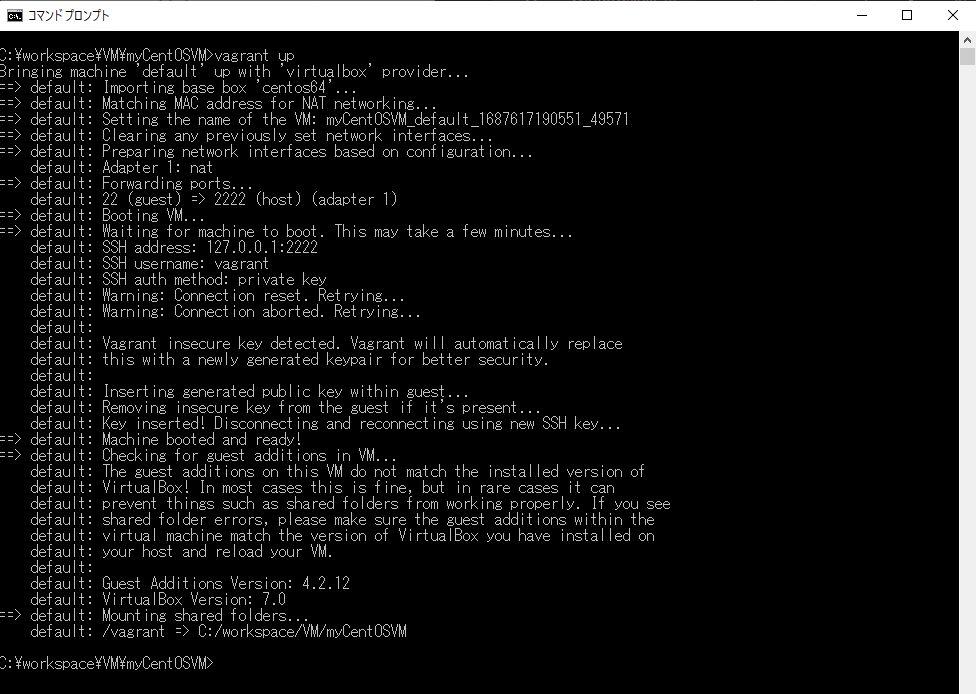 コマンド プロンプト
C:¥workspace¥VM¥myCentOSVM>vagrant up
Bringing machine 'default' up with 'virtualbox' provider...
==> default: Importing base box 'centos64'...
==> default: Matching MAC address for NAT networking...
==> default: Setting the name of the VM: myCentOSVM_default_1687617190551_49571
==> default: Clearing any previously set network interfaces...
==> default: Preparing network interfaces based on configuration...
default: Adapter 1: nat
==> default: Forwarding ports...
default: 22 (guest) => 2222 (host) (adapter 1)
==> default: Booting VM...
==> default: Waiting for machine to boot. This may take a few minutes...
default: SSH address: 127.0.0.1:2222
default: SSH username: vagrant
default: SSH auth method: private key
default: Warning: Connection reset. Retrying...
default: Warning: Connection aborted. Retrying...
default:
default: Vagrant insecure key detected. Vagrant will automatically replace
default: this with a newly generated keypair for better security.
default:
default: Inserting generated public key within guest...
default: Removing insecure key from the guest if it's present...
default: Key inserted! Disconnecting and reconnecting using new SSH key...
==> default: Machine booted and ready!
==> default: Checking for guest additions in VM...
default: The guest additions on this VM do not match the installed version of
default: VirtualBox! In most cases this is fine, but in rare cases it can
default: prevent things such as shared folders from working properly. If you see
default: shared folder errors, please make sure the guest additions within the
default: virtual machine match the version of VirtualBox you have installed on
default: your host and reload your VM.
default:
default: Guest Additions Version: 4.2.12
default: VirtualBox Version: 7.0
==> default: Mounting shared folders...
default: /vagrant => C:/workspace/VM/myCentOSVM
C:¥workspace¥VM¥myCentOSVM>